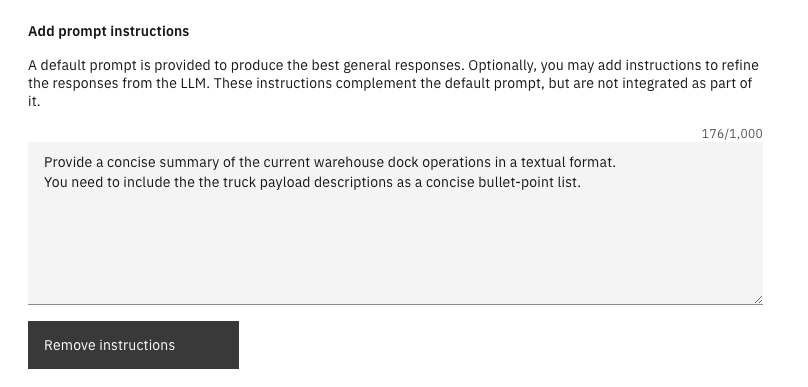 Add prompt instructions
A default prompt is provided to produce the best general responses. Optionally, you may add instructions to refine
the responses from the LLM. These instructions complement the default prompt, but are not integrated as part of
it.
176/1,000
Provide a concise summary of the current warehouse dock operations in a textual format.
You need to include the the truck payload descriptions as a concise bullet-point list.
Remove instructions